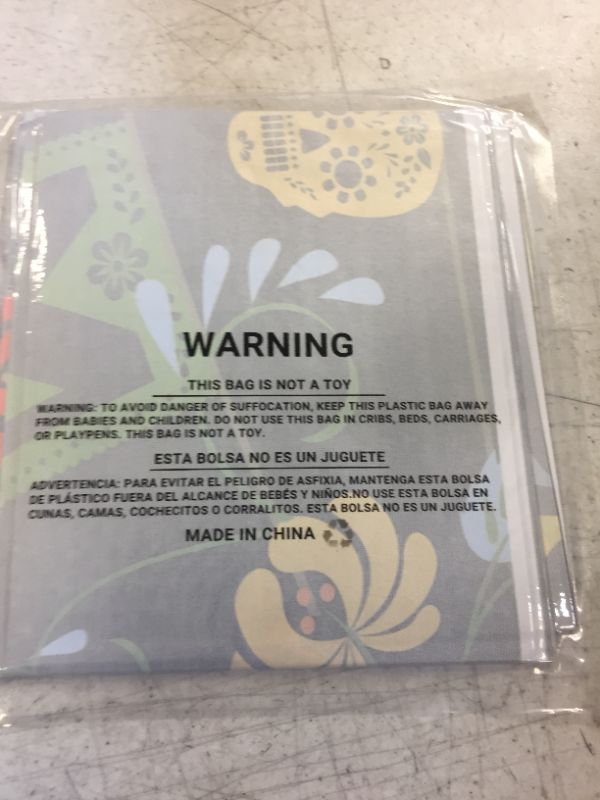 WARNING
THIS BAG IS NOT A TOY
WARNING: TO AVOID DANGER OF SUFFOCATION, KEEP THIS PLASTIC BAG AWAY
FROM BABIES AND CHILDREN. DO NOT USE THIS BAG IN CRIBS, BEDS, CARRIAGES,
OR PLAYPENS. THIS BAG IS NOT A TOY.
ESTA BOLSA NO ES UN JUGUETE
ADVERTENCIA: PARA EVITAR EL PELIGRO DE ASFIXIA, MANTENGA ESTA BOLSA
DE PLÁSTICO FUERA DEL ALCANCE DE BEBÉS Y NIÑOS.NO USE ESTA BOLSA EN
CUNAS, CAMAS, COCHECITOS O CORRALITOS. ESTA BOLSA NO ES UN JUGUETE.
MADE IN CHINA